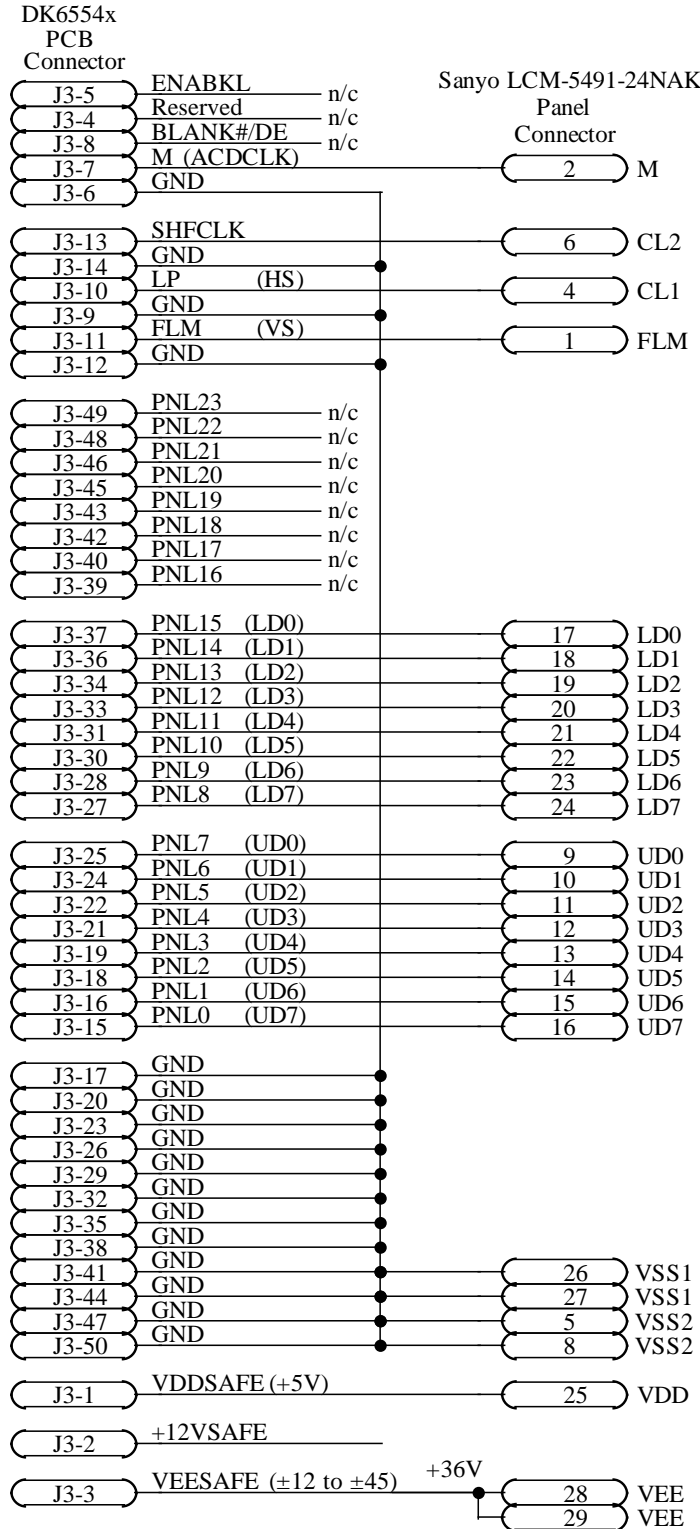 DK6554x
PCB
Connector
Sanyo LCM-5491-24NAK
Panel
Connector
J3-5 ENABKL n/c
J3-4 Reserved n/c
J3-8 BLANK#/DE n/c
J3-7 M (ACDCLK) 2 M
J3-6 GND
J3-13 SHFCLK 6 CL2
J3-14 GND
J3-10 LP (HS) 4 CL1
J3-9 GND
J3-11 FLM (VS) 1 FLM
J3-12 GND
J3-49 PNL23 n/c
J3-48 PNL22 n/c
J3-46 PNL21 n/c
J3-45 PNL20 n/c
J3-43 PNL19 n/c
J3-42 PNL18 n/c
J3-40 PNL17 n/c
J3-39 PNL16 n/c
J3-37 PNL15 (LD0) 17 LD0
J3-36 PNL14 (LD1) 18 LD1
J3-34 PNL13 (LD2) 19 LD2
J3-33 PNL12 (LD3) 20 LD3
J3-31 PNL11 (LD4) 21 LD4
J3-30 PNL10 (LD5) 22 LD5
J3-28 PNL9 (LD6) 23 LD6
J3-27 PNL8 (LD7) 24 LD7
J3-25 PNL7 (UD0) 9 UD0
J3-24 PNL6 (UD1) 10 UD1
J3-22 PNL5 (UD2) 11 UD2
J3-21 PNL4 (UD3) 12 UD3
J3-19 PNL3 (UD4) 13 UD4
J3-18 PNL2 (UD5) 14 UD5
J3-16 PNL1 (UD6) 15 UD6
J3-15 PNL0 (UD7) 16 UD7
J3-17 GND
J3-20 GND
J3-23 GND
J3-26 GND
J3-29 GND
J3-32 GND
J3-35 GND
J3-38 GND
J3-41 GND 26 VSS1
J3-44 GND 27 VSS1
J3-47 GND 5 VSS2
J3-50 GND 8 VSS2
J3-1 VDDSAFE (+5V) 25 VDD
J3-2 +12VSAFE
J3-3 VEESAFE (±12 to ±45) +36V 28 VEE
29 VEE